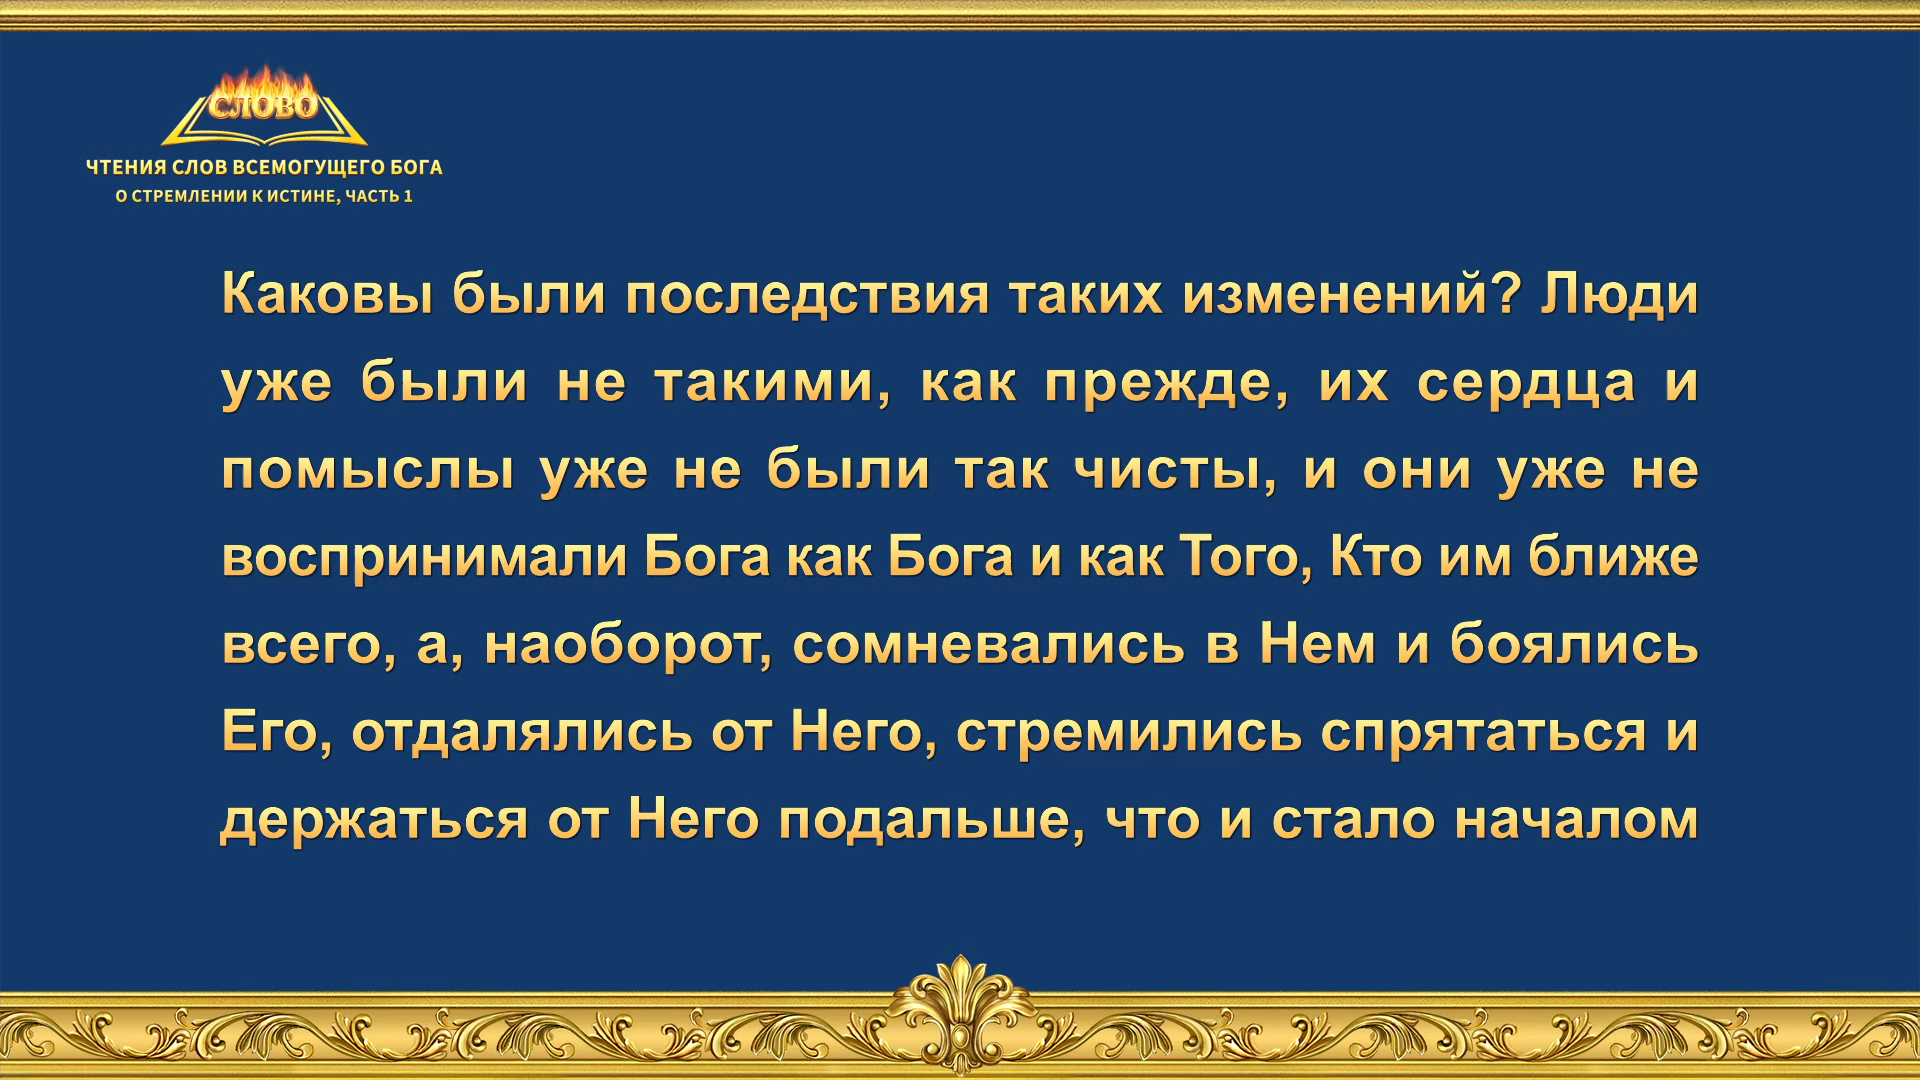 СЛОВО
ЧТЕНИЯ СЛОВ ВСЕМОГУЩЕГО БОГА
О СТРЕМЛЕНИИ К ИСТИНЕ, ЧАСТЬ 1
Каковы были последствия таких изменений? Люди
уже были не такими, как прежде, их сердца и
помыслы уже не были так чисты, и они уже не
воспринимали Бога как Бога и как Того, Кто им ближе
всего, а, наоборот, сомневались в Нем и боялись
Его, отдалялись от Него, стремились спрятаться и
держаться от Него подальше, что и стало началом